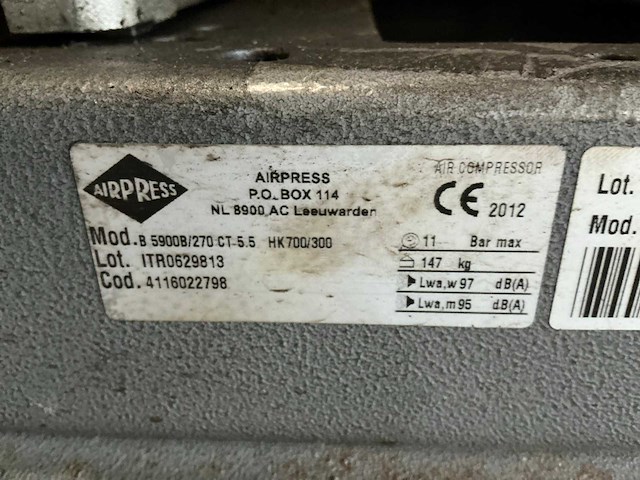 AIRPRESS
AIRPRESS
P.O. BOX 114
NL 8900 AC Leeuwarden
AIR COMPRESSOR
CE 2012
Mod. B 5900B/270 CT-5.5 HK700/300
Lot. ITR0629813
Cod. 4116022798
11 Bar max
147 kg
Lwa,w 97 dB(A)
Lwa,m 95 dB(A)
Lot.
Mod.